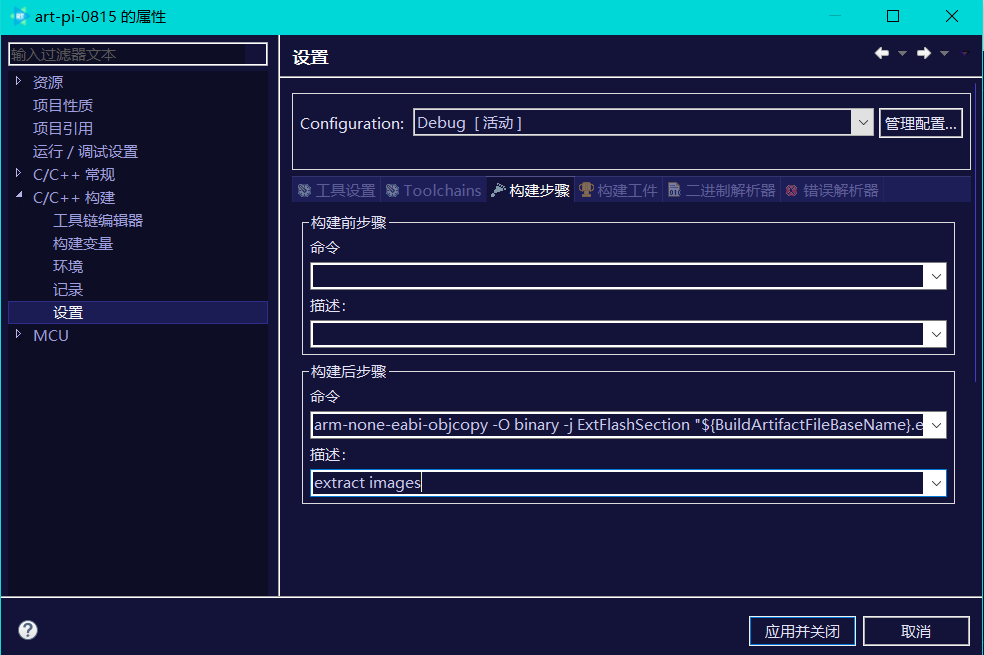 art-pi-0815 的属性
输入过滤器文本
资源
项目性质
项目引用
运行 / 调试设置
C/C++ 常规
C/C++ 构建
工具链编辑器
构建变量
环境
记录
设置
MCU
设置
Configuration: Debug [ 活动 ] 管理配置...
工具设置 Toolchains 构建步骤 构建工件 二进制解析器 错误解析器
构建前步骤
命令
描述:
构建后步骤
命令
arm-none-eabi-objcopy -O binary -j ExtFlashSection "${BuildArtifactFileBaseName}.e
描述:
extract images
应用并关闭 取消